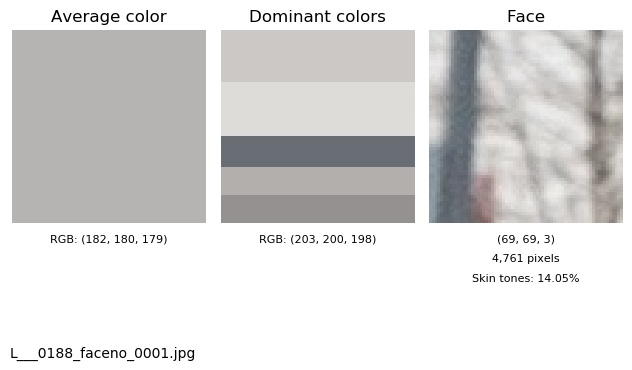 Average color
Dominant colors
Face
RGB: (182, 180, 179)
RGB: (203, 200, 198)
(69, 69, 3)
4,761 pixels
Skin tones: 14.05%
L___0188_faceno_0001.jpg